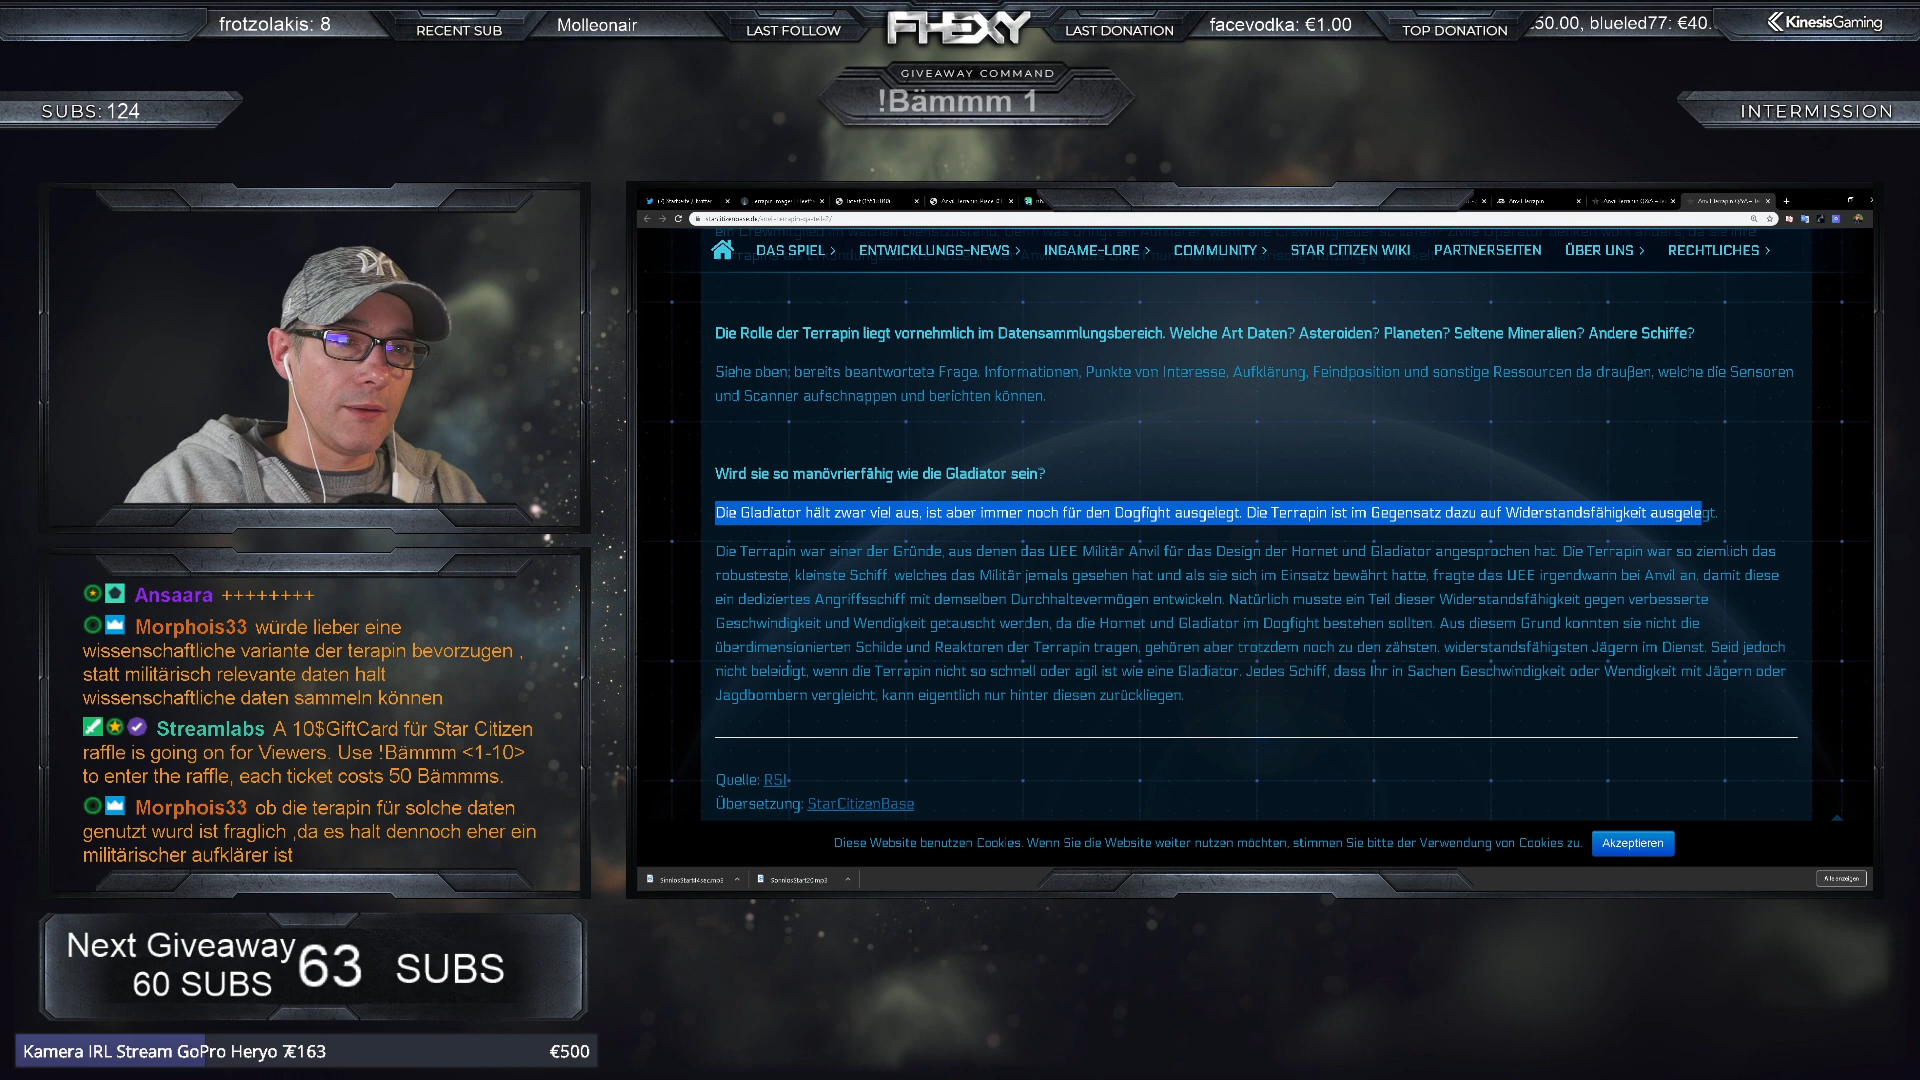 frotzolakis: 8
RECENT SUB
Molleonair
LAST FOLLOW
FHEXY
LAST DONATION
facevodka: €1.00
TOP DONATION
50.00, blueled77: €40.
KinesisGaming
GIVEAWAY COMMAND
!Bämmm 1
SUBS: 124
INTERMISSION
starcitizenbase.de/anvil-terrapin-qa-teil-2/
DAS SPIEL >
ENTWICKLUNGS-NEWS >
INGAME-LORE >
COMMUNITY >
STAR CITIZEN WIKI
PARTNERSEITEN
ÜBER UNS >
RECHTLICHES >
Die Rolle der Terrapin liegt vornehmlich im Datensammlungsbereich. Welche Art Daten? Asteroiden? Planeten? Seltene Mineralien? Andere Schiffe?
Siehe oben; bereits beantwortete Frage. Informationen, Punkte von Interesse, Aufklärung, Feindposition und sonstige Ressourcen da draußen, welche die Sensoren
und Scanner aufschnappen und berichten können.
Wird sie so manövrierfähig wie die Gladiator sein?
Die Gladiator hält zwar viel aus, ist aber immer noch für den Dogfight ausgelegt. Die Terrapin ist im Gegensatz dazu auf Widerstandsfähigkeit ausgelegt.
Die Terrapin war einer der Gründe, aus denen das UEE Militär Anvil für das Design der Hornet und Gladiator angesprochen hat. Die Terrapin war so ziemlich das
robusteste, kleinste Schiff, welches das Militär jemals gesehen hat und als sie sich im Einsatz bewährt hatte, fragte das UEE irgendwann bei Anvil an, damit diese
ein dediziertes Angriffsschiff mit demselben Durchhaltevermögen entwickeln. Natürlich musste ein Teil dieser Widerstandsfähigkeit gegen verbesserte
Geschwindigkeit und Wendigkeit getauscht werden, da die Hornet und Gladiator im Dogfight bestehen sollten. Aus diesem Grund konnten sie nicht die
überdimensionierten Schilde und Reaktoren der Terrapin tragen, gehören aber trotzdem noch zu den zähsten, widerstandsfähigsten Jägern im Dienst. Seid jedoch
nicht beleidigt, wenn die Terrapin nicht so schnell oder agil ist wie eine Gladiator. Jedes Schiff, dass Ihr in Sachen Geschwindigkeit oder Wendigkeit mit Jägern oder
Jagdbombern vergleicht, kann eigentlich nur hinter diesen zurückliegen.
Quelle: RSI
Übersetzung: StarCitizenBase
Diese Website benutzen Cookies. Wenn Sie die Website weiter nutzen möchten, stimmen Sie bitte der Verwendung von Cookies zu.
Akzeptieren
SinnlosStart14sec.mp3
SonnlosStart20.mp3
Alle anzeigen
Ansaara ++++++++
Morphois33 würde lieber eine
wissenschaftliche variante der terapin bevorzugen ,
statt militärisch relevante daten halt
wissenschaftliche daten sammeln können
Streamlabs A 10$GiftCard für Star Citizen
raffle is going on for Viewers. Use !Bämmm <1-10>
to enter the raffle, each ticket costs 50 Bämmms.
Morphois33 ob die terapin für solche daten
genutzt wurd ist fraglich ,da es halt dennoch eher ein
militärischer aufklärer ist
Next Giveaway
60 SUBS
63 SUBS
Kamera IRL Stream GoPro Heryo 7
€163
€500